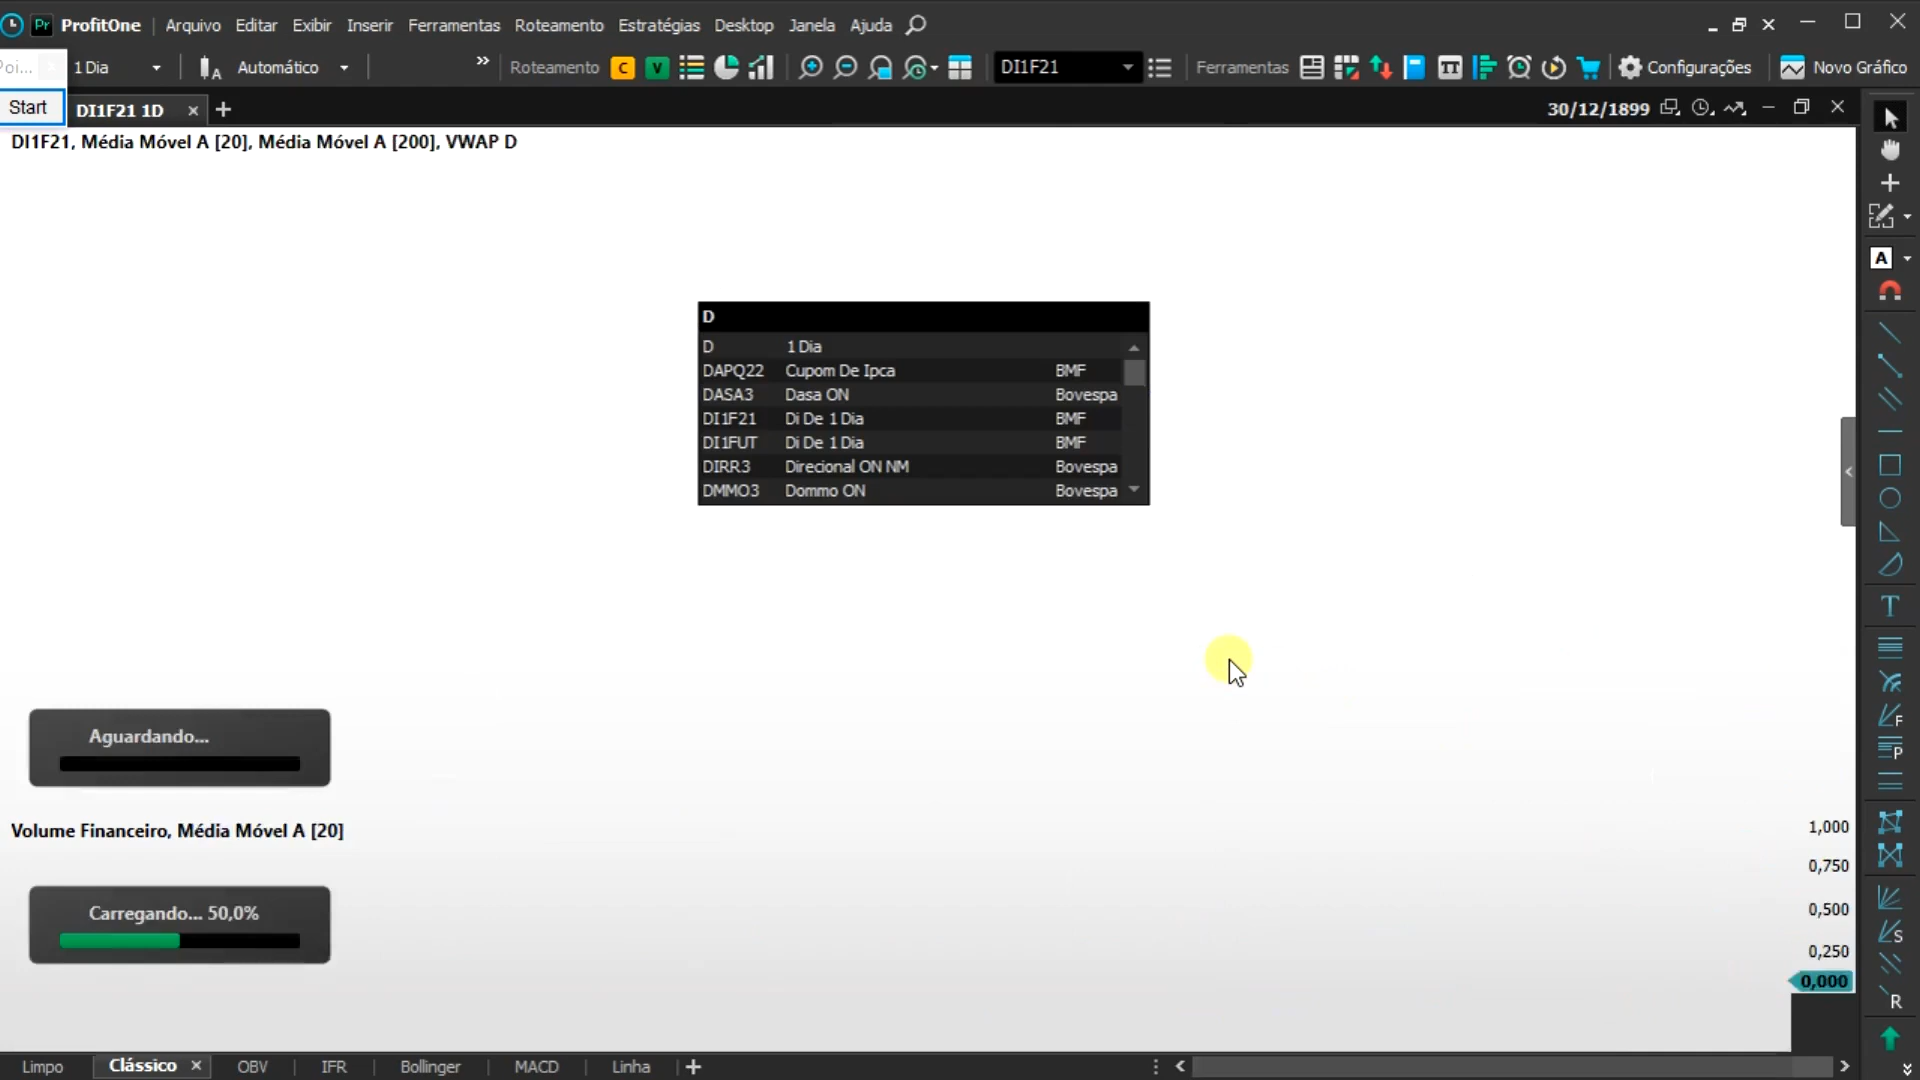 Pr ProfitOne Arquivo Editar Exibir Inserir Ferramentas Roteamento Estratégias Desktop Janela Ajuda
Poi... 1 Dia A Automático » Roteamento C V DI1F21 Ferramentas TT Configurações Novo Gráfico
Start DI1F21 1D 30/12/1899
DI1F21, Média Móvel A [20], Média Móvel A [200], VWAP D
A
D
D 1 Dia
DAPQ22 Cupom De Ipca BMF
DASA3 Dasa ON Bovespa
DI1F21 Di De 1 Dia BMF
DI1FUT Di De 1 Dia BMF
DIRR3 Direcional ON NM Bovespa
DMMO3 Dommo ON Bovespa
T
F
Aguardando...
P
Volume Financeiro, Média Móvel A [20]
1,000
0,750
Carregando... 50,0%
0,500
S
0,250
0,000
R
Limpo Clássico OBV IFR Bollinger MACD Linha